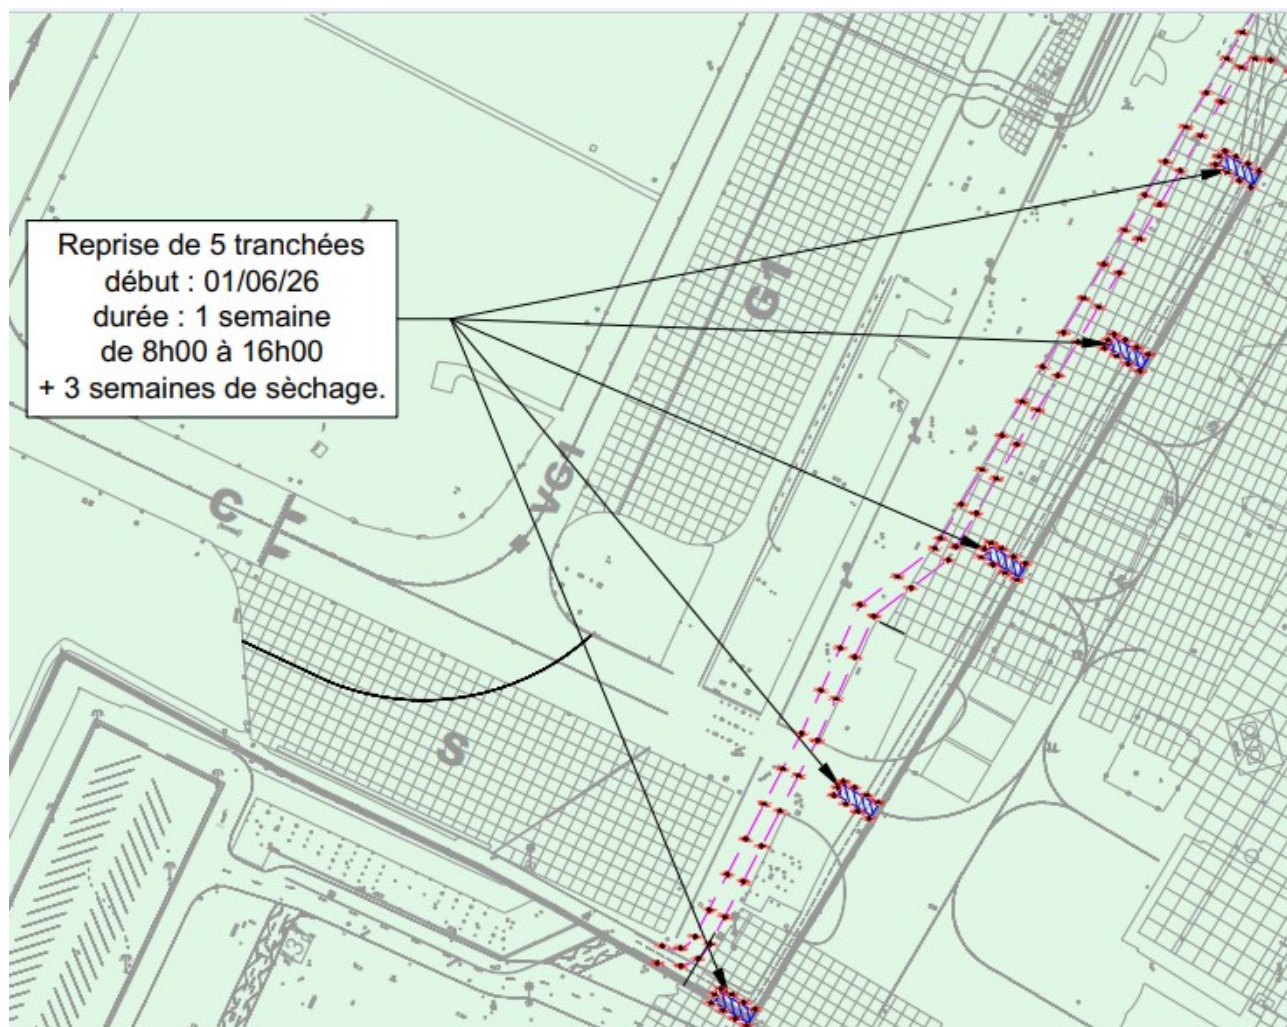 Reprise de 5 tranchées
début : 01/06/26
durée : 1 semaine
de 8h00 à 16h00
+ 3 semaines de sèchage.
G1
VG1
C
S